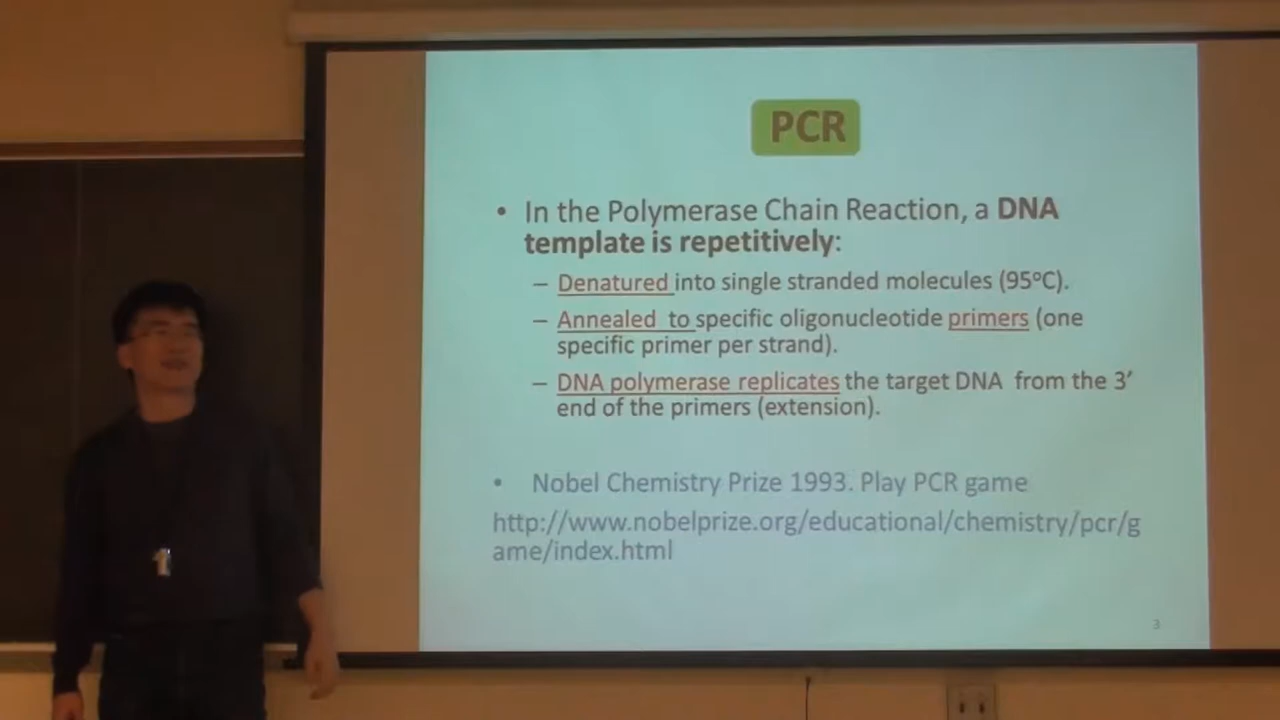 PCR
• In the Polymerase Chain Reaction, a DNA
template is repetitively:
– Denatured into single stranded molecules (95°C).
– Annealed to specific oligonucleotide primers (one
specific primer per strand).
– DNA polymerase replicates the target DNA from the 3′
end of the primers (extension).
• Nobel Chemistry Prize 1993. Play PCR game
http://www.nobelprize.org/educational/chemistry/pcr/g
ame/index.html
3